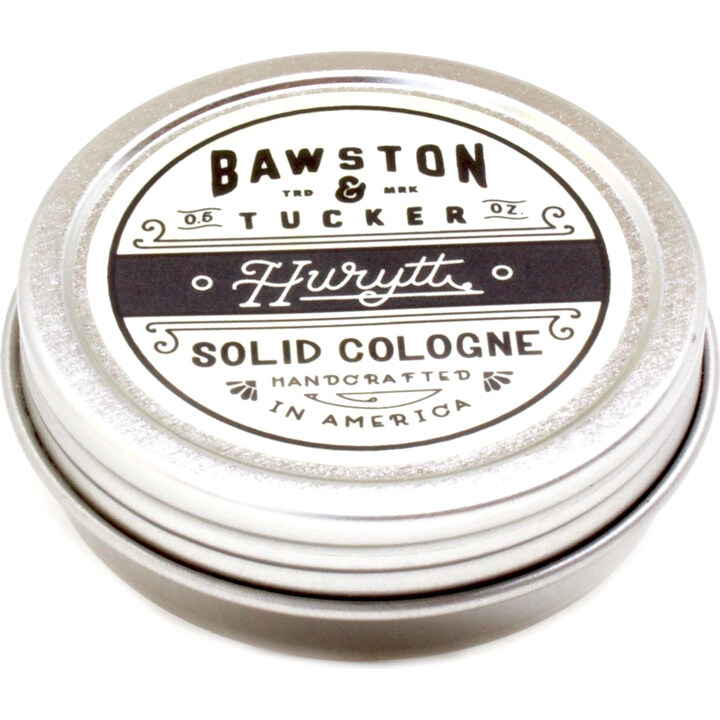 BAWSTON
TRD & MRK
0.5 TUCKER OZ.
Hurytt
SOLID COLOGNE
HANDCRAFTED
IN AMERICA